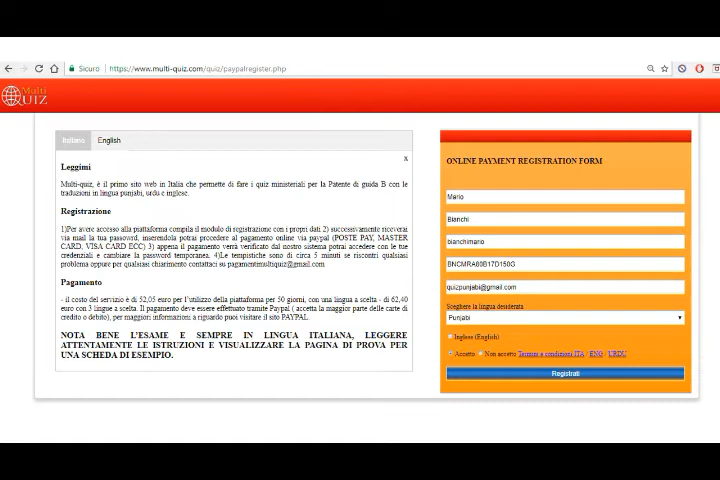 Sicuro https://www.multi-quiz.com/quiz/paypalregister.php
Multi
QUIZ
Italiano English
x
Leggimi
Multi-quiz, è il primo sito web in Italia che permette di fare i quiz ministeriali per la Patente di guida B con le
traduzioni in lingua punjabi, urdu e inglese.
Registrazione
1)Per avere accesso alla piattaforma compila il modulo di registrazione con i propri dati 2) successivamente riceverai
via mail la tua password, inserendola potrai procedere al pagamento online via paypal (POSTE PAY, MASTER
CARD, VISA CARD ECC) 3) appena il pagamento verrà verificato dal nostro sistema potrai accedere con le tue
credenziali e cambiare la password temporanea. 4)Le tempistiche sono di circa 5 minuti se riscontri qualsiasi
problema oppure per qualsiasi chiarimento contattaci su pagamentimultiquiz@gmail.com
Pagamento
- il costo del servizio è di 52,05 euro per l'utilizzo della piattaforma per 50 giorni, con una lingua a scelta - di 62,40
euro con 3 lingue a scelta. Il pagamento deve essere effettuato tramite Paypal (accetta la maggior parte delle carte di
credito o debito), per maggiori informazioni a riguardo puoi visitare il sito PAYPAL.
NOTA BENE L'ESAME E SEMPRE IN LINGUA ITALIANA, LEGGERE
ATTENTAMENTE LE ISTRUZIONI E VISUALIZZARE LA PAGINA DI PROVA PER
UNA SCHEDA DI ESEMPIO.
ONLINE PAYMENT REGISTRATION FORM
Mario
Bianchi
bianchimario
BNCMRA80B17D150G
quizpunjabi@gmail.com
Scegliere la lingua desiderata
Punjabi
Inglese (English)
Accetto Non accetto Termini e condizioni ITA ENG URDU
Registrati